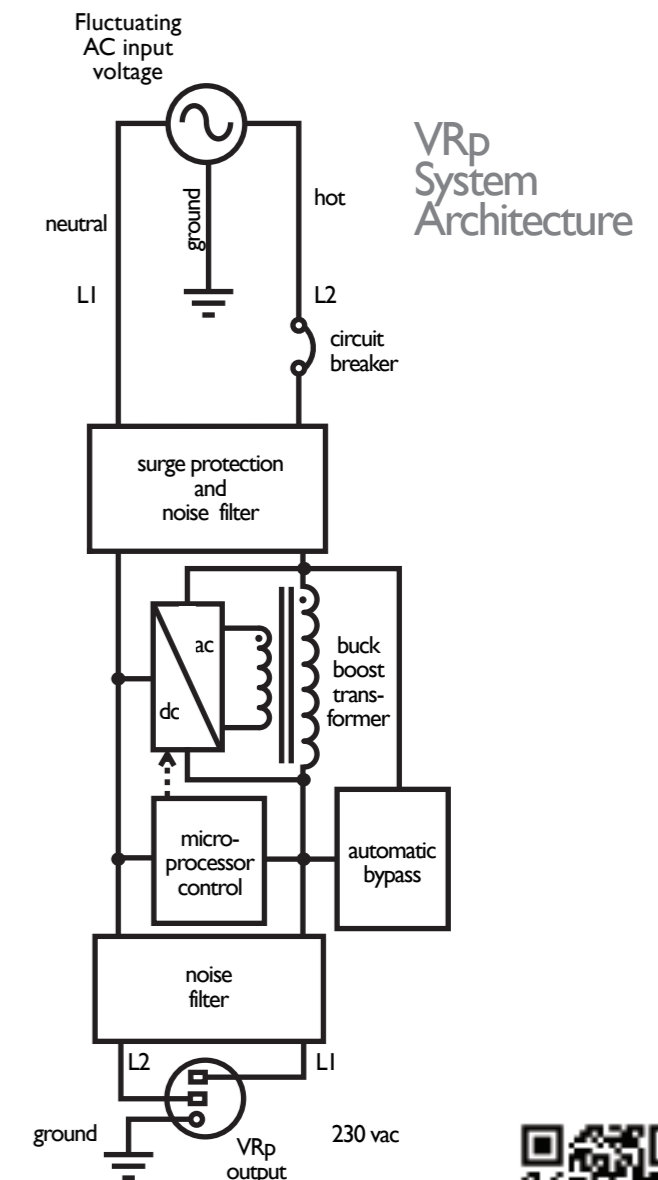 Fluctuating
AC input
voltage
VRp
System
Architecture
ground
hot
neutral
L1
L2
circuit
breaker
surge protection
and
noise filter
ac
dc
buck
boost
trans-
former
micro-
processor
control
automatic
bypass
noise
filter
L2
L1
ground
VRp
output
230 vac